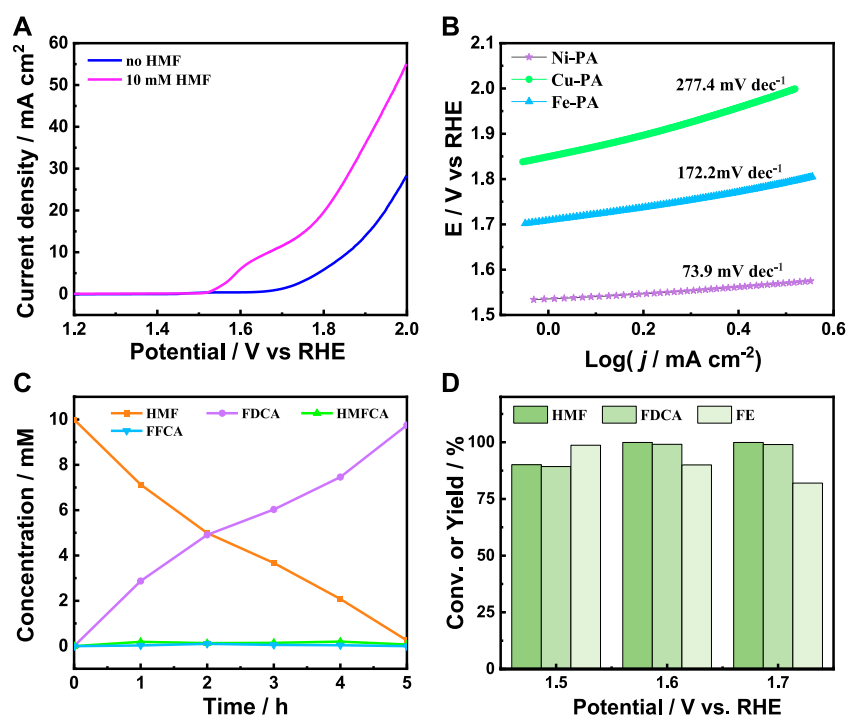 A
no HMF
10 mM HMF
Current density / mA cm²
60
50
40
30
20
10
0
1.2
1.4
1.6
1.8
2.0
Potential / V vs RHE
B
Ni-PA
Cu-PA
Fe-PA
277.4 mV dec⁻¹
172.2mV dec⁻¹
73.9 mV dec⁻¹
E / V vs RHE
2.1
2.0
1.9
1.8
1.7
1.6
1.5
0.0
0.2
0.4
0.6
Log( j / mA cm⁻²)
C
HMF
FDCA
HMFCA
FFCA
Concentration / mM
10
8
6
4
2
0
0
1
2
3
4
5
Time / h
D
HMF
FDCA
FE
Conv. or Yield / %
100
75
50
25
0
1.5
1.6
1.7
Potential / V vs. RHE